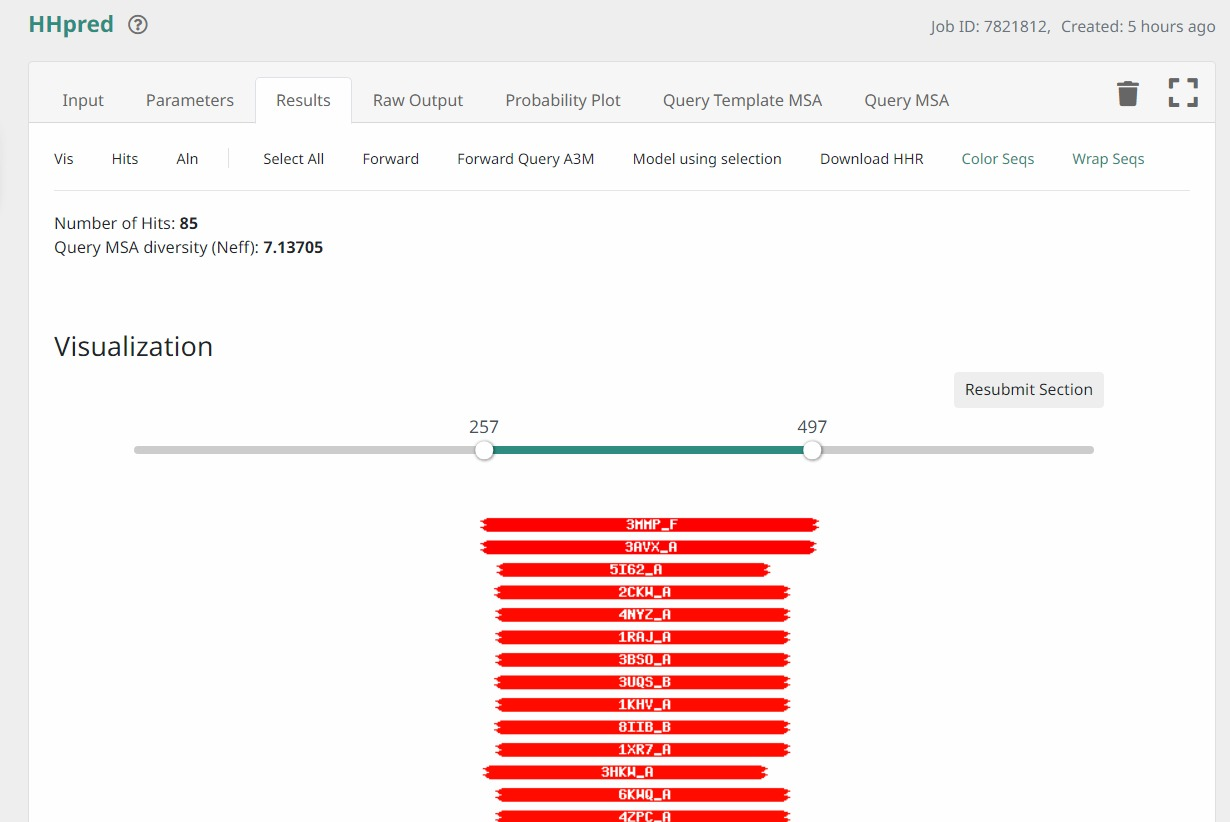 HHpred ?
Job ID: 7821812, Created: 5 hours ago
Input Parameters Results Raw Output Probability Plot Query Template MSA Query MSA
Vis Hits Aln Select All Forward Forward Query A3M Model using selection Download HHR Color Seqs Wrap Seqs
Number of Hits: 85
Query MSA diversity (Neff): 7.13705
Visualization
Resubmit Section
257 497
3MMP_F
3AVX_A
5I62_A
2CKW_A
4NYZ_A
1RAJ_A
3BSO_A
3UQS_B
1KHV_A
8IIB_B
1XR7_A
3HKW_A
6KWQ_A
4ZPC_A